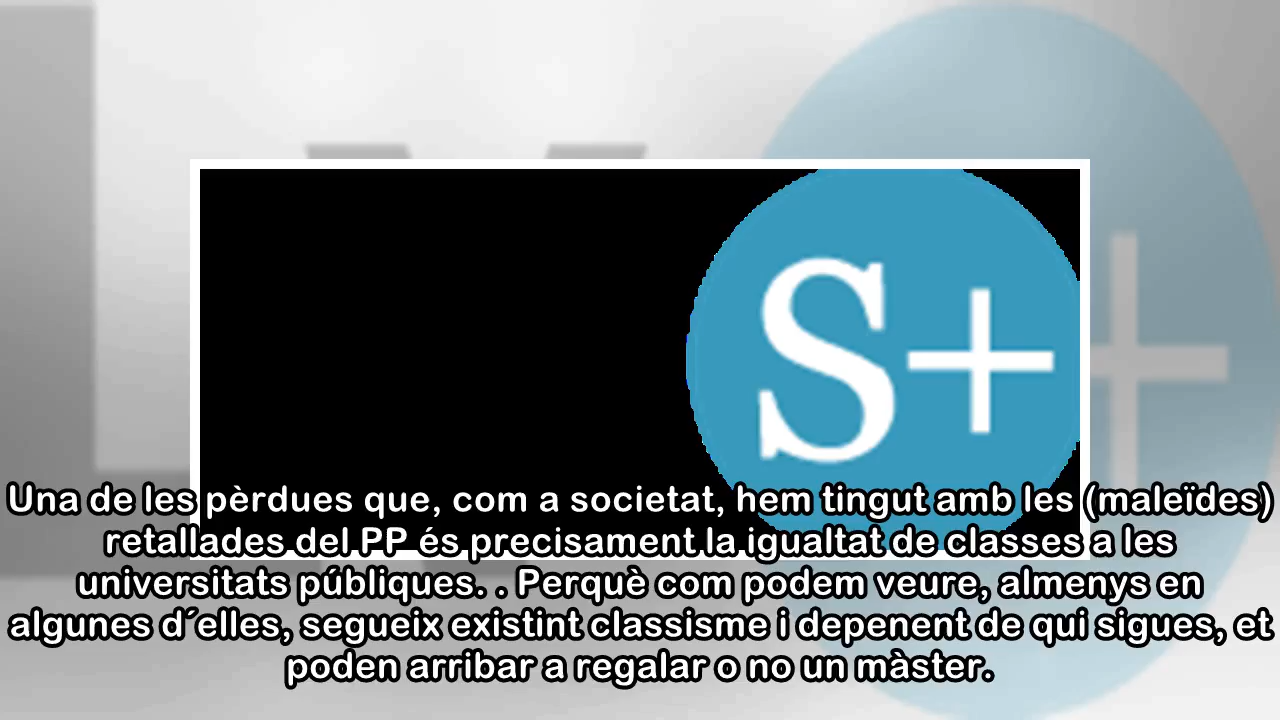 S+
Una de les pèrdues que, com a societat, hem tingut amb les (maleïdes)
retallades del PP és precisament la igualtat de classes a les
universitats públiques. . Perquè com podem veure, almenys en
algunes d´elles, segueix existint classisme i depenent de qui sigues, et
poden arribar a regalar o no un màster.